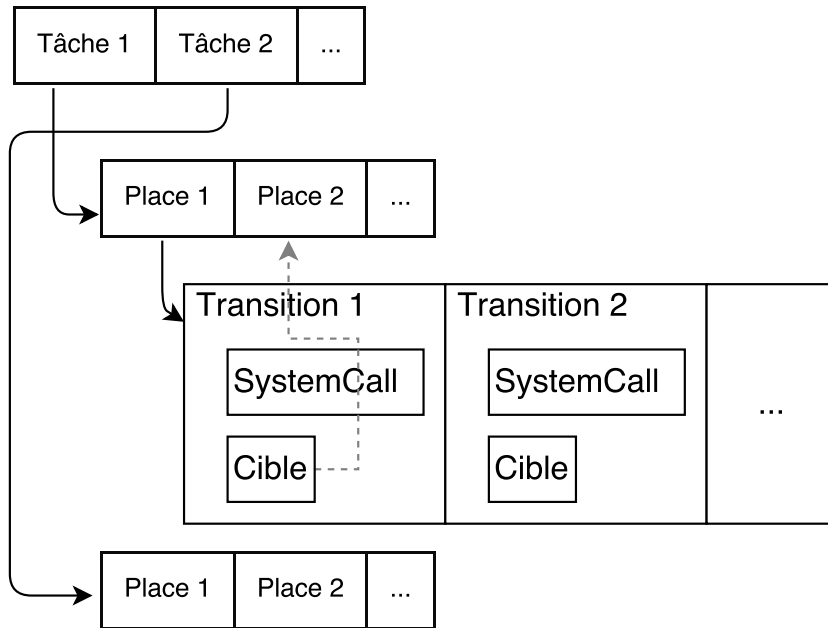 Tâche 1 Tâche 2 ...
Place 1 Place 2 ...
Transition 1 Transition 2
SystemCall SystemCall
...
Cible Cible
Place 1 Place 2 ...